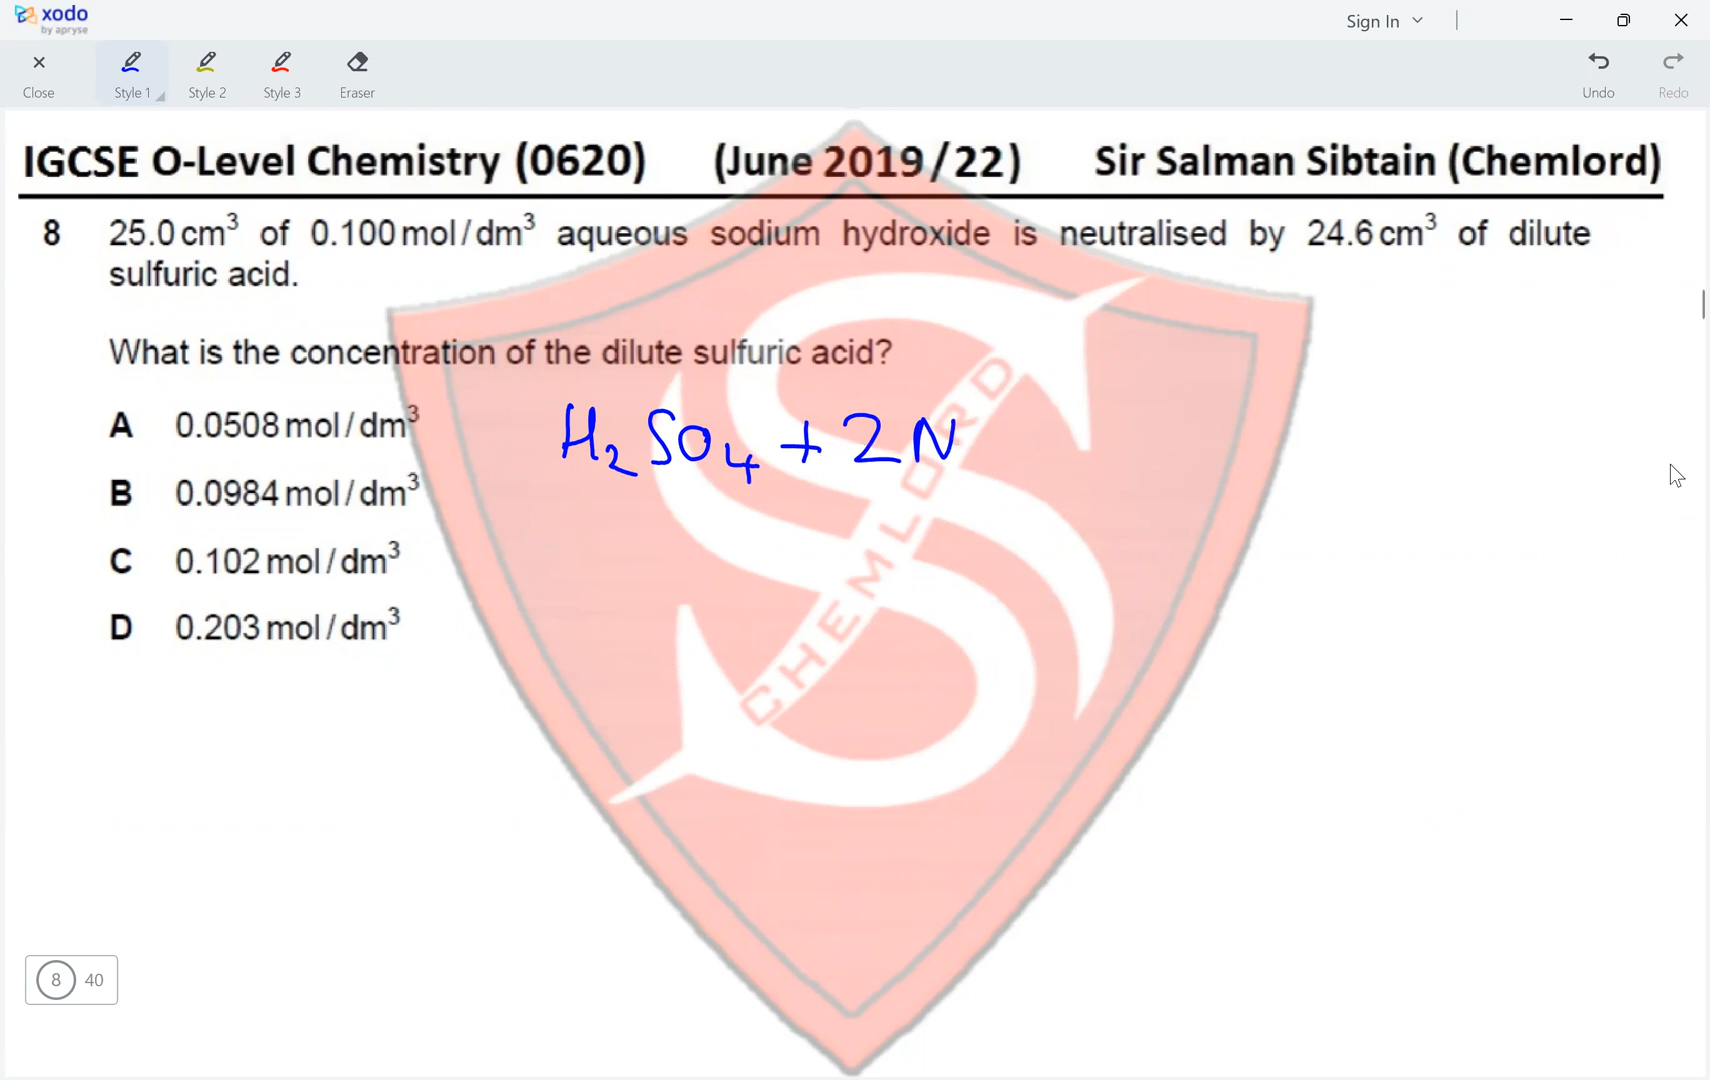 xodo
by apryse
Sign In
Close
Style 1
Style 2
Style 3
Eraser
Undo
Redo
IGCSE O-Level Chemistry (0620) (June 2019/22) Sir Salman Sibtain (Chemlord)
8 25.0 cm³ of 0.100 mol/dm³ aqueous sodium hydroxide is neutralised by 24.6 cm³ of dilute
sulfuric acid.
What is the concentration of the dilute sulfuric acid?
A 0.0508 mol/dm³
B 0.0984 mol/dm³
C 0.102 mol/dm³
D 0.203 mol/dm³
H₂SO₄ + 2N
CHEMLORD
8 40